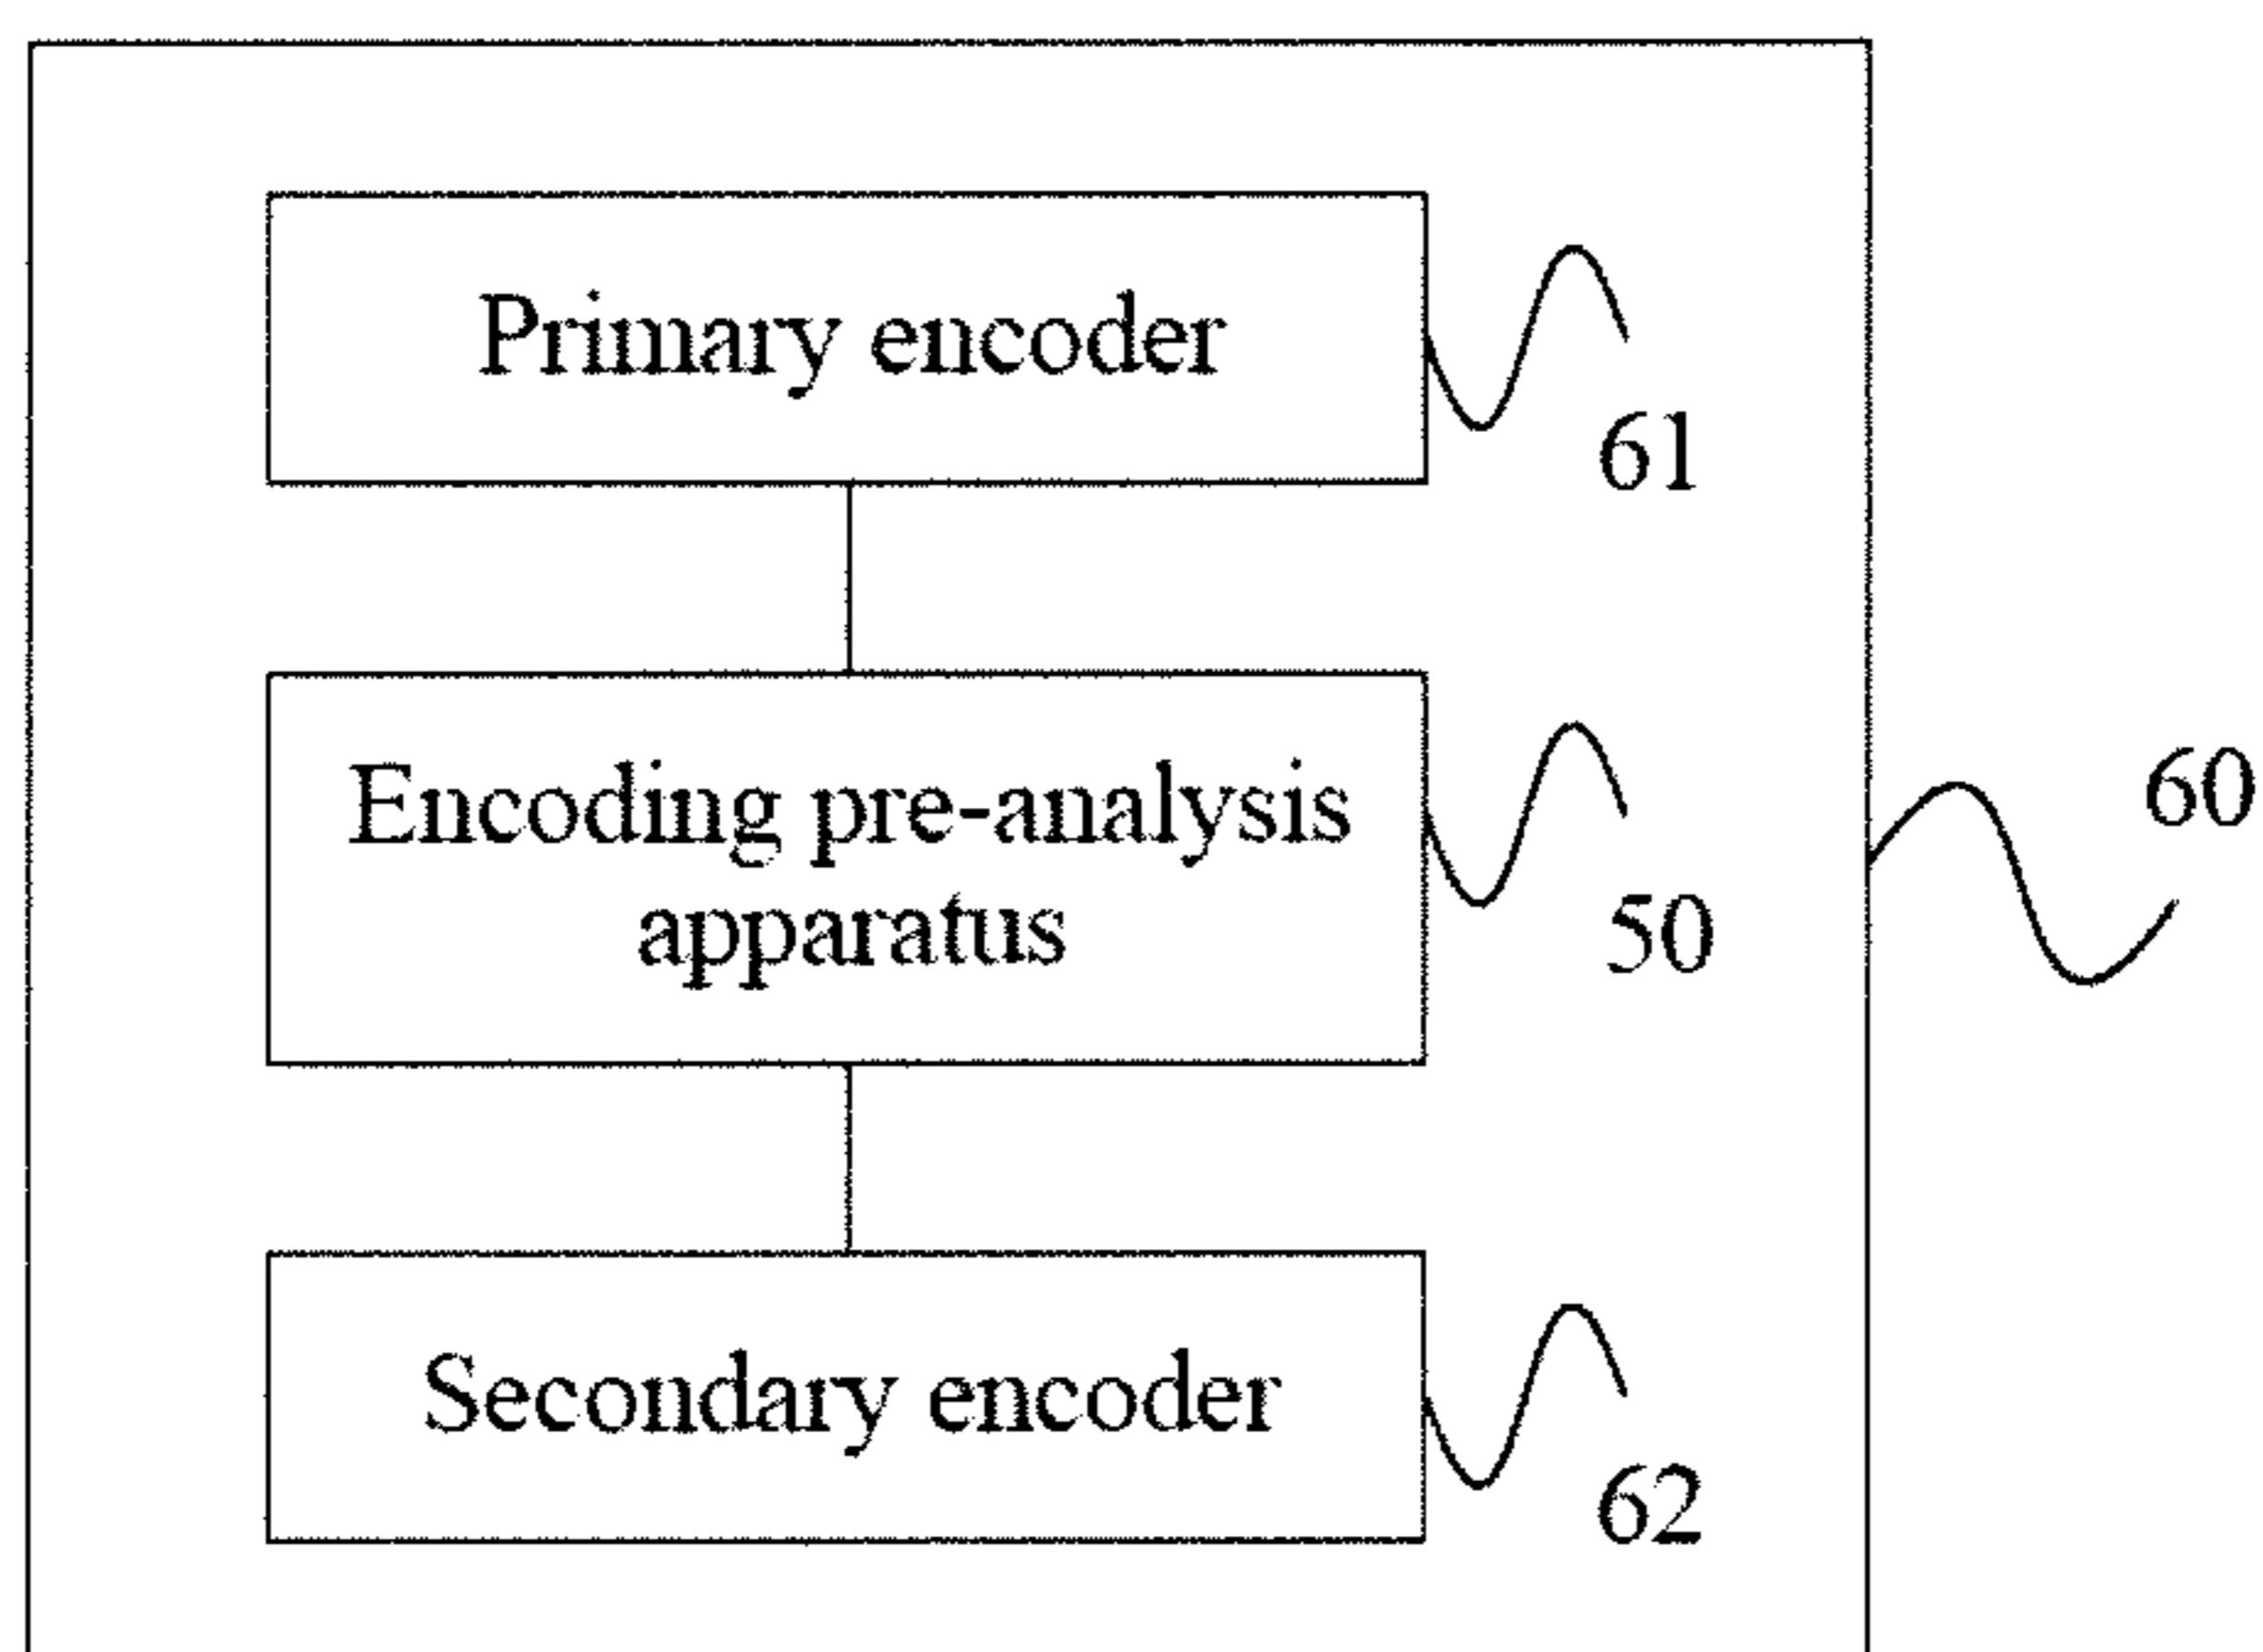 Primary encoder
61
Encoding pre-analysis
apparatus
50
60
Secondary encoder
62